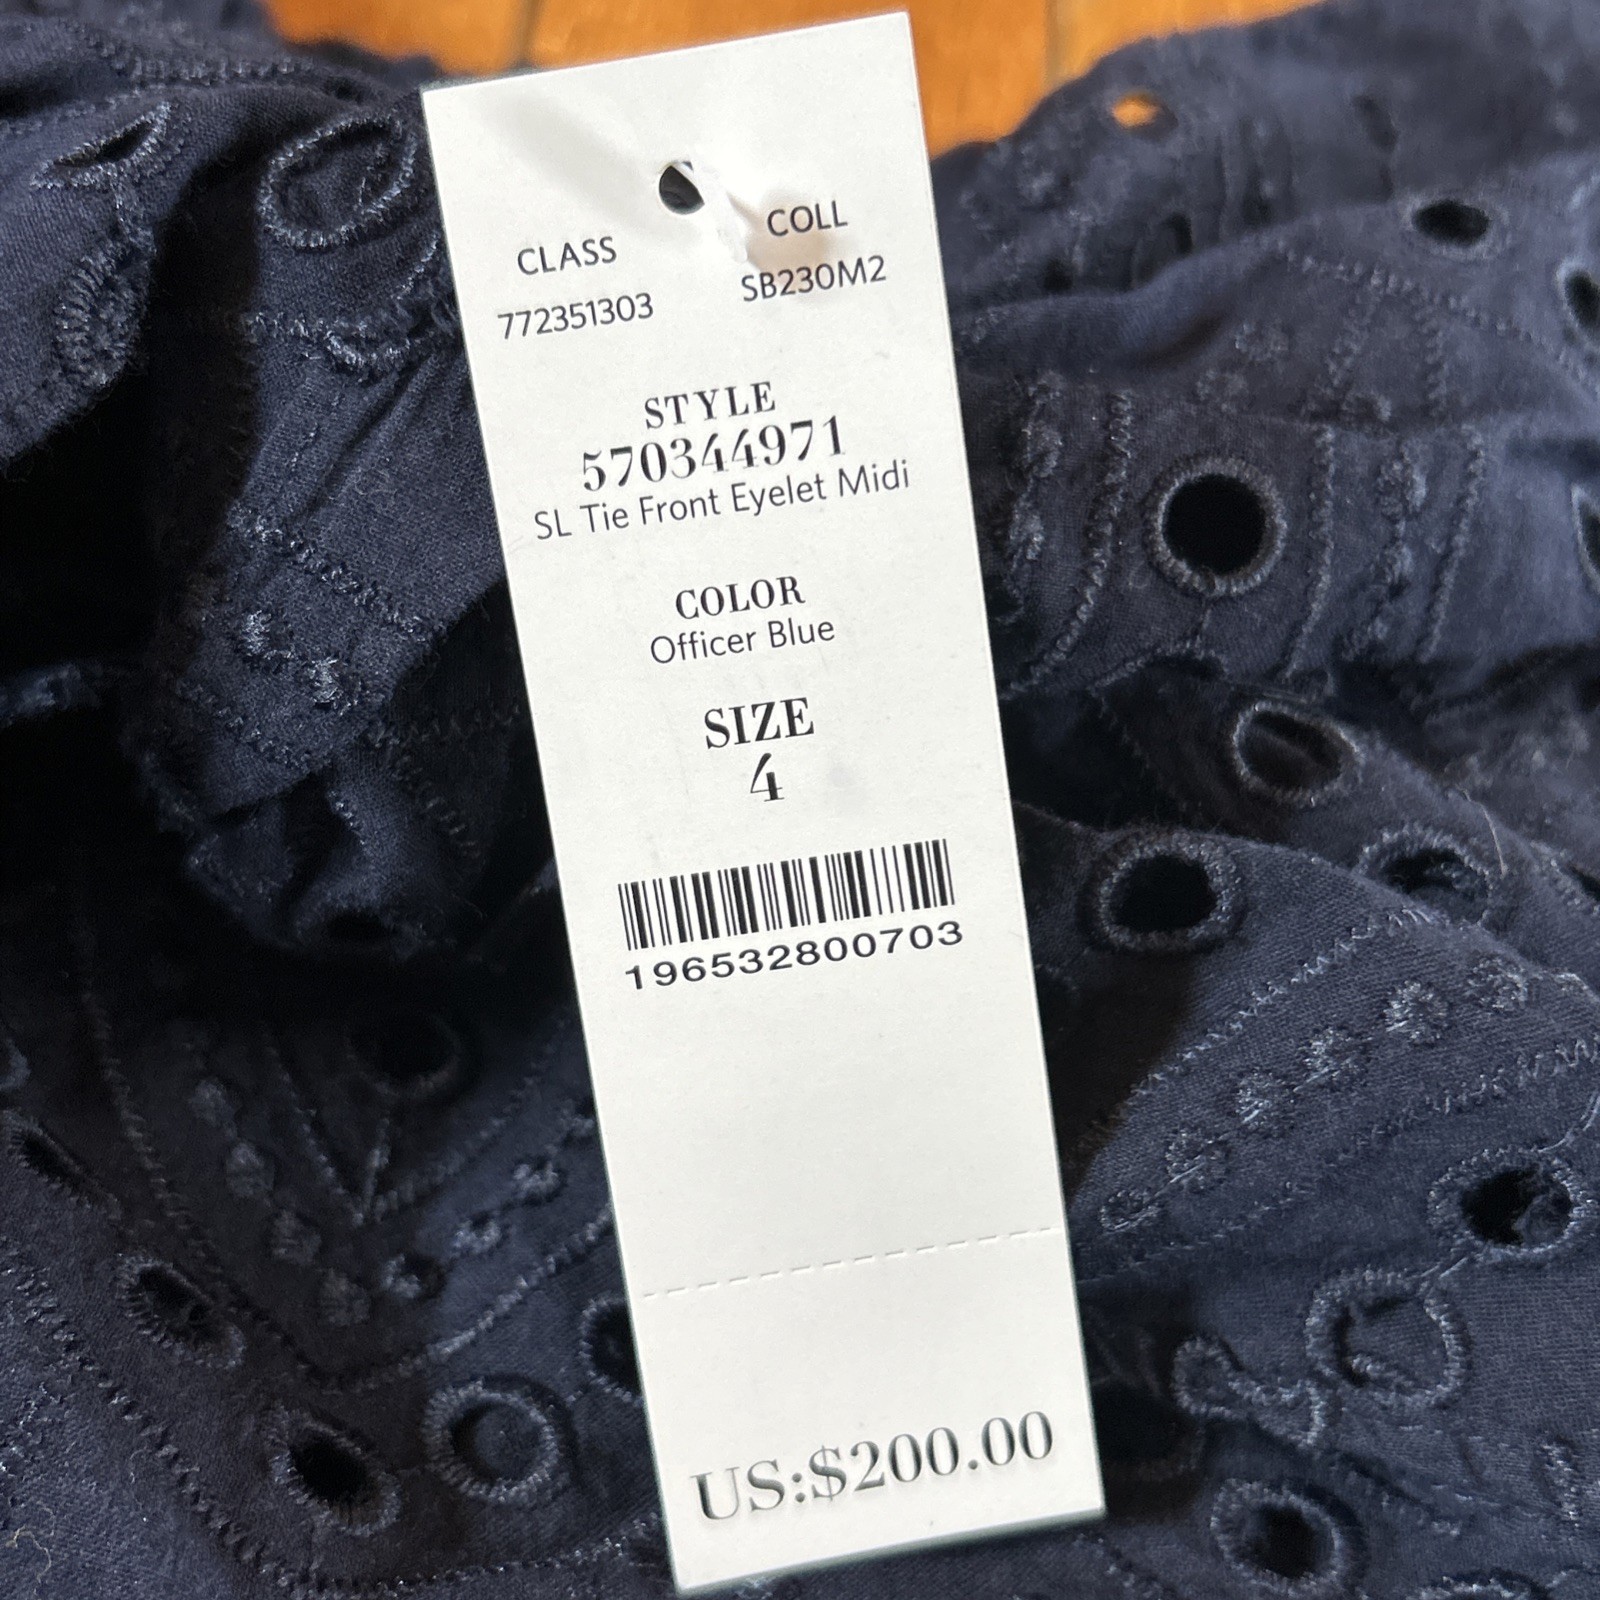 CLASS
772351303
COLL
SB230M2
STYLE
570344971
SL Tie Front Eyelet Midi
COLOR
Officer Blue
SIZE
4
196532800703
US:$200.00